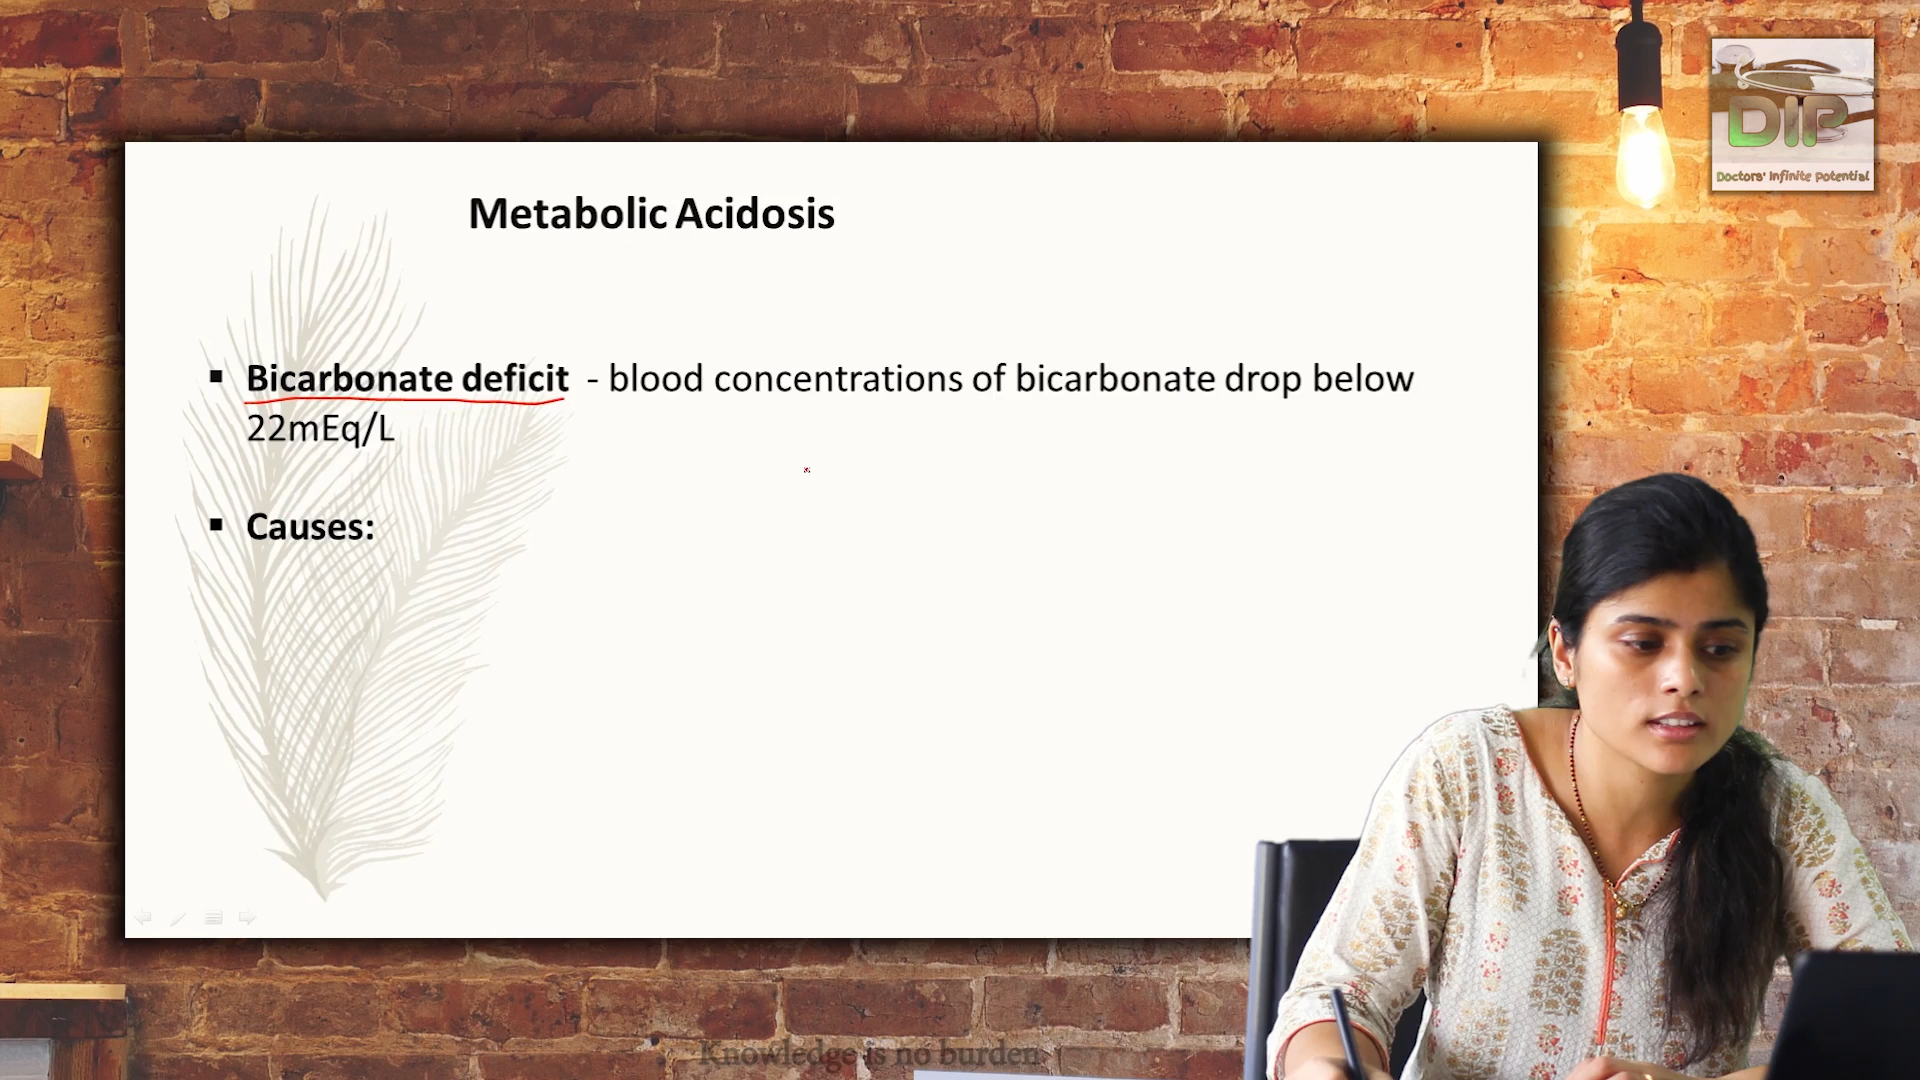 DIP
Doctors' Infinite Potential
Metabolic Acidosis
▪ Bicarbonate deficit - blood concentrations of bicarbonate drop below
22mEq/L
▪ Causes:
Knowledge is no burden